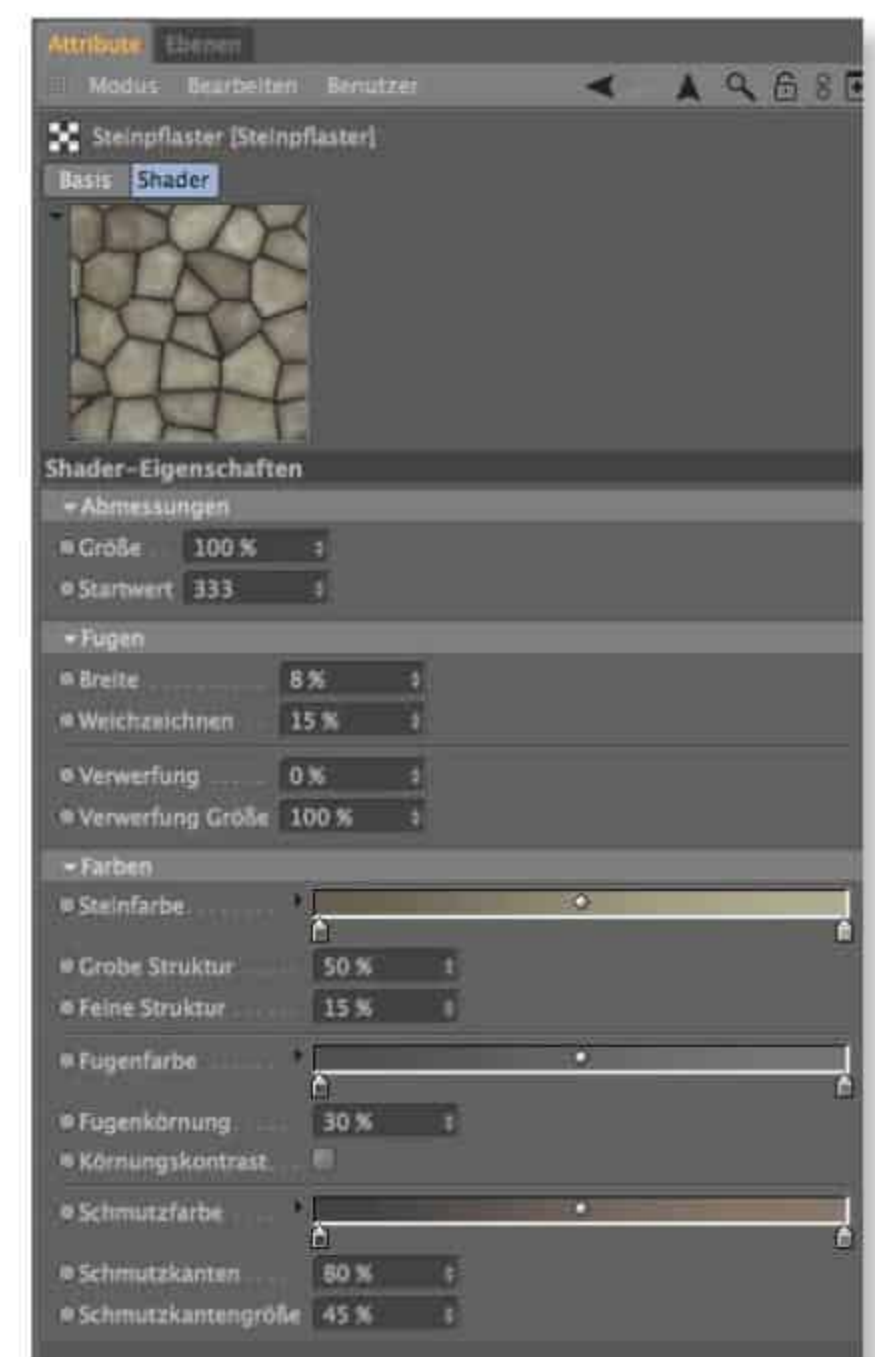 Attribute Ebenen
Modus Bearbeiten Benutzer
Steinpflaster [Steinpflaster]
Basis Shader
Shader-Eigenschaften
Abmessungen
Größe 100 %
Startwert 333
Fugen
Breite 8 %
Weichzeichnen 15 %
Verwerfung 0 %
Verwerfung Größe 100 %
Farben
Steinfarbe
Grobe Struktur 50 %
Feine Struktur 15 %
Fugenfarbe
Fugenkörnung 30 %
Körnungskontrast
Schmutzfarbe
Schmutzkanten 80 %
Schmutzkantengröße 45 %